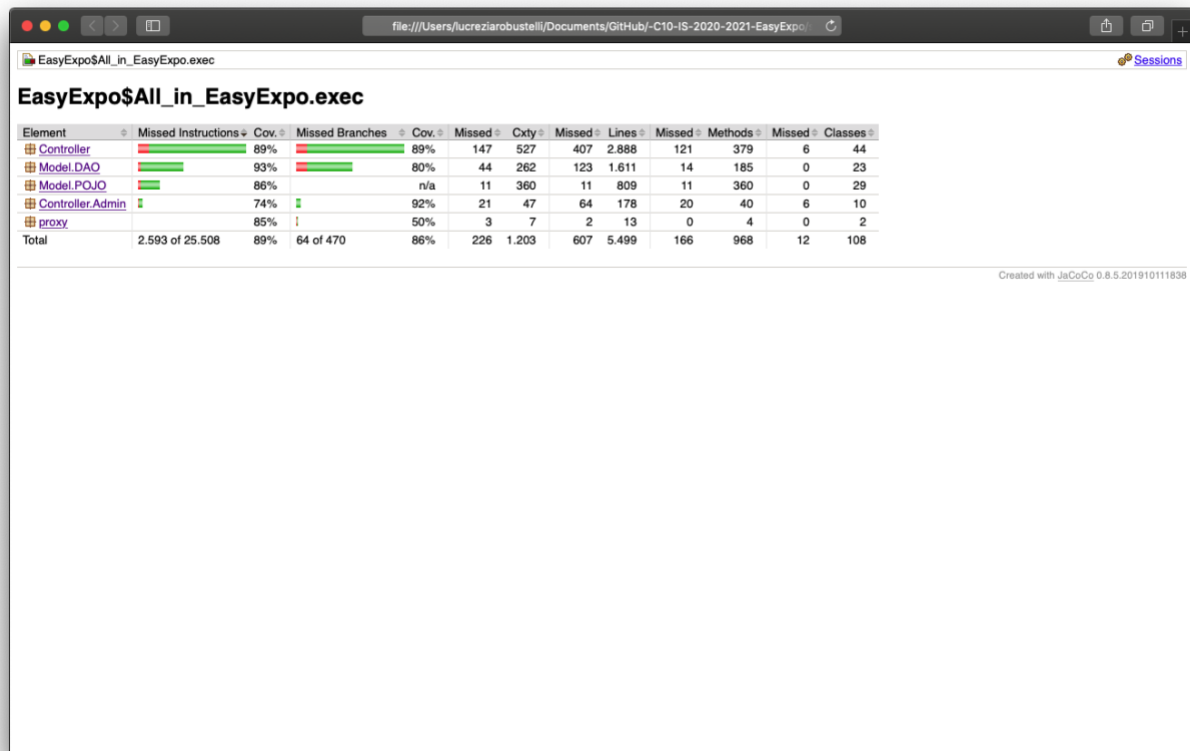 file:///Users/lucreziarobustelli/Documents/GitHub/-C10-IS-2020-2021-EasyExpo/
EasyExpo$All_in_EasyExpo.exec Sessions
EasyExpo$All_in_EasyExpo.exec
Element Missed Instructions Cov. Missed Branches Cov. Missed Cxty Missed Lines Missed Methods Missed Classes
Controller 89% 89% 147 527 407 2.888 121 379 6 44
Model.DAO 93% 80% 44 262 123 1.611 14 185 0 23
Model.POJO 86% n/a 11 360 11 809 11 360 0 29
Controller.Admin 74% 92% 21 47 64 178 20 40 6 10
proxy 85% 50% 3 7 2 13 0 4 0 2
Total 2.593 of 25.508 89% 64 of 470 86% 226 1.203 607 5.499 166 968 12 108
Created with JaCoCo 0.8.5.201910111838